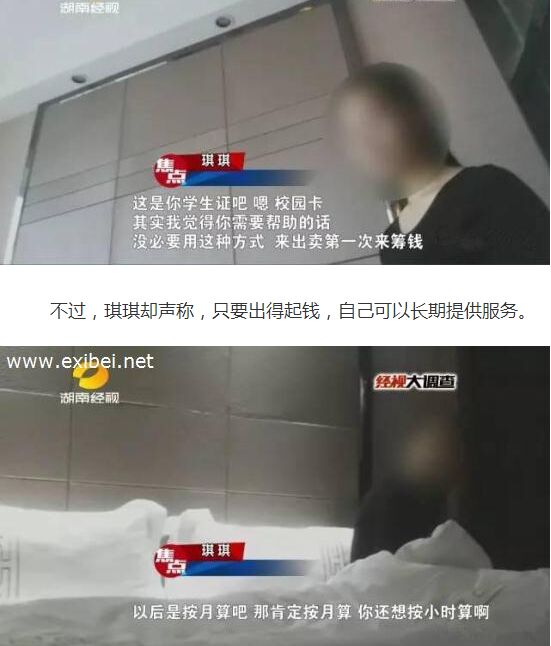 湖南经视
焦点
琪琪
这是你学生证吧 嗯 校园卡
其实我觉得你需要帮助的话
没必要用这种方式 来出卖第一次来筹钱
不过，琪琪却声称，只要出得起钱，自己可以长期提供服务。
www.exibei.net
湖南经视
经视大调查
焦点
琪琪
以后是按月算吧 那肯定按月算 你还想按小时算啊